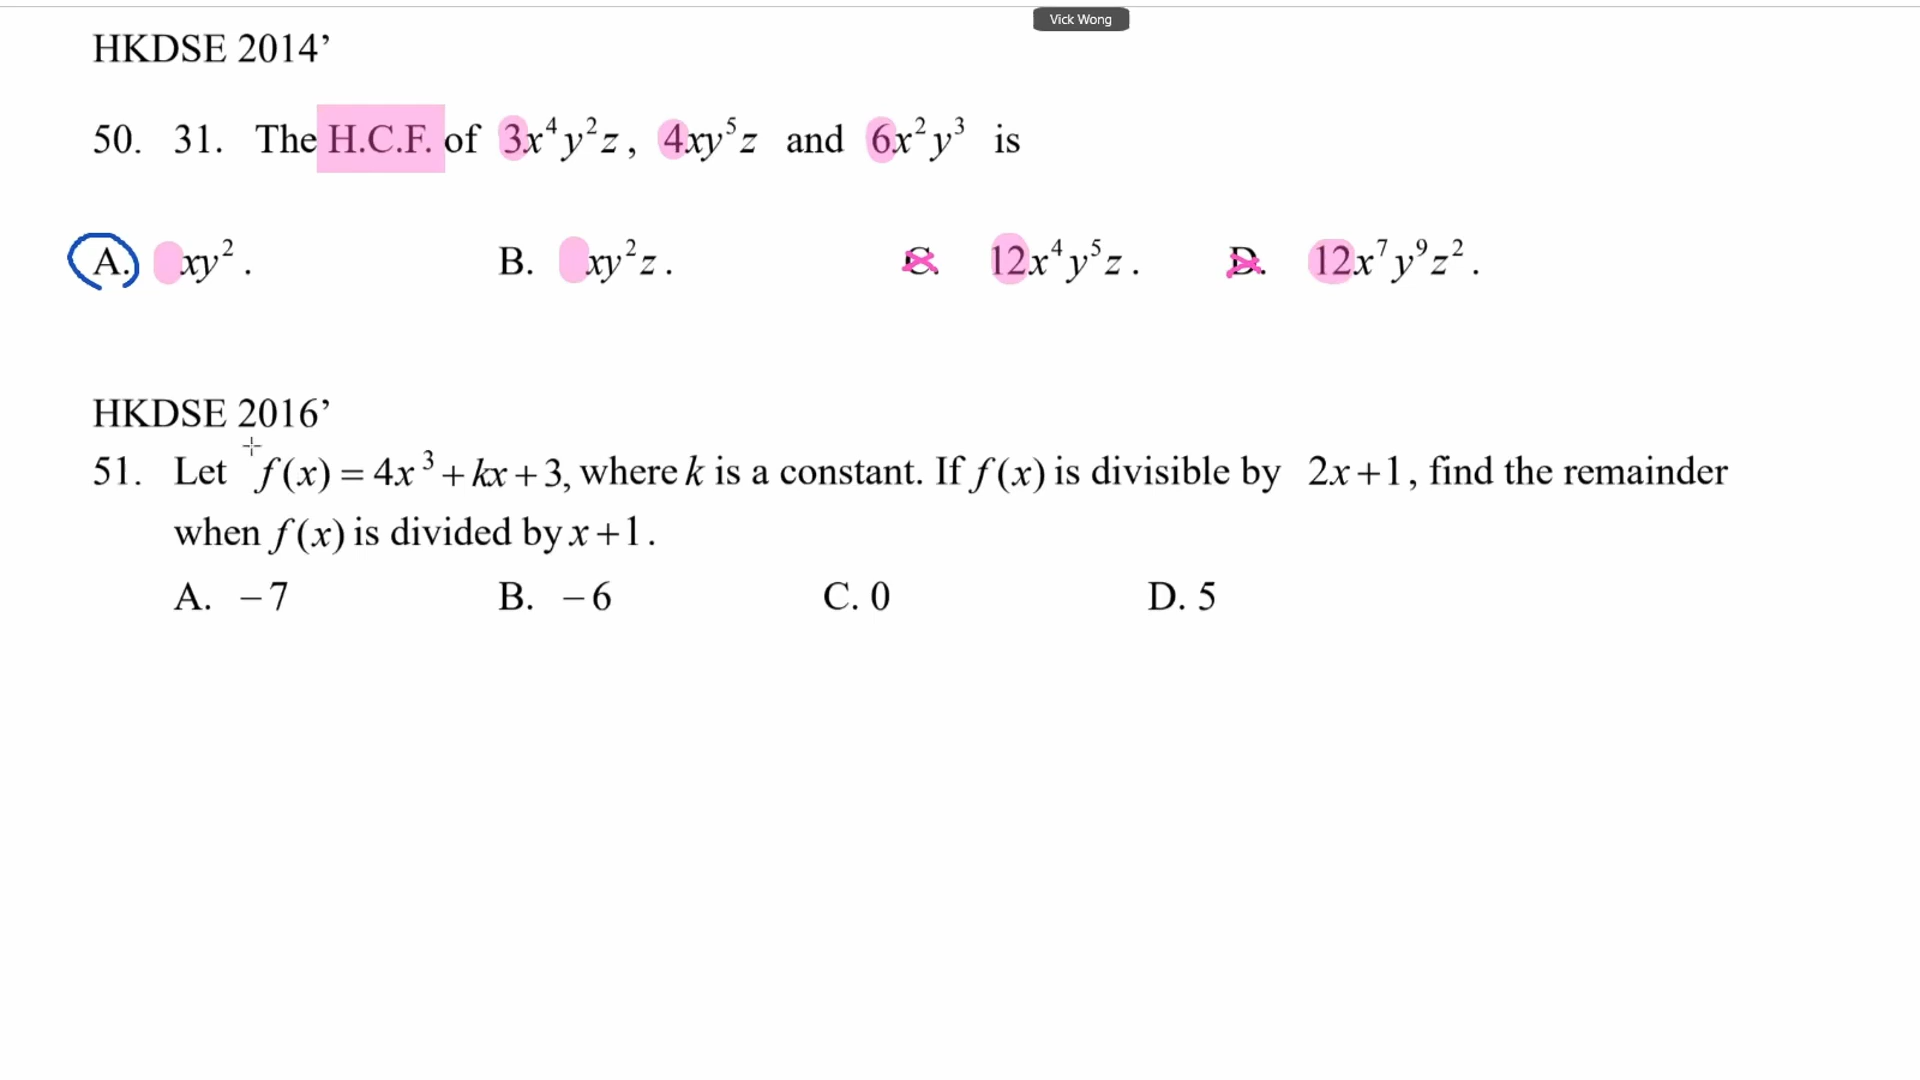 Vick Wong
HKDSE 2014’
50. 31. The H.C.F. of 3x⁴y²z, 4xy⁵z and 6x²y³ is
A. xy². B. xy²z. C. 12x⁴y⁵z. D. 12x⁷y⁹z².
HKDSE 2016’
51. Let f(x) = 4x³ + kx + 3, where k is a constant. If f(x) is divisible by 2x+1, find the remainder
when f(x) is divided by x+1.
A. −7 B. −6 C. 0 D. 5